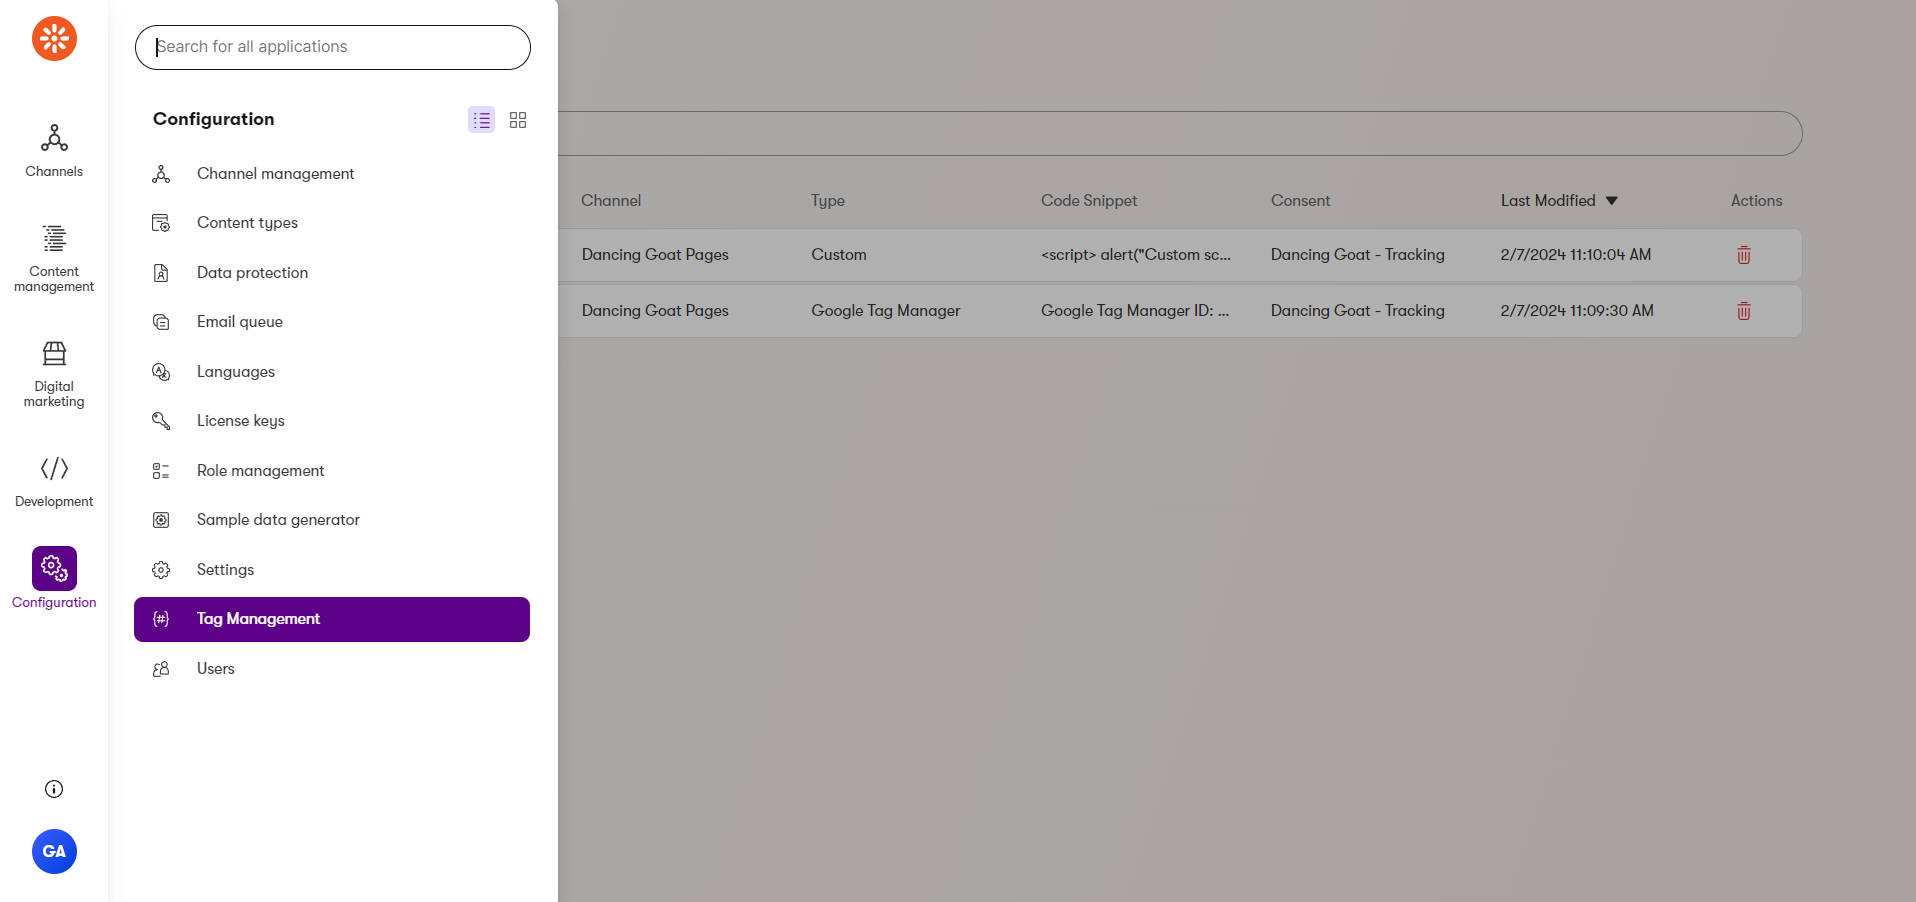 Search for all applications
Configuration
Channel management
Content types
Data protection
Email queue
Languages
License keys
Role management
Sample data generator
Settings
Tag Management
Users
Channels
Content
management
Digital
marketing
Development
Configuration
GA
Channel Type Code Snippet Consent Last Modified Actions
Dancing Goat Pages Custom <script> alert("Custom sc... Dancing Goat - Tracking 2/7/2024 11:10:04 AM
Dancing Goat Pages Google Tag Manager Google Tag Manager ID: ... Dancing Goat - Tracking 2/7/2024 11:09:30 AM